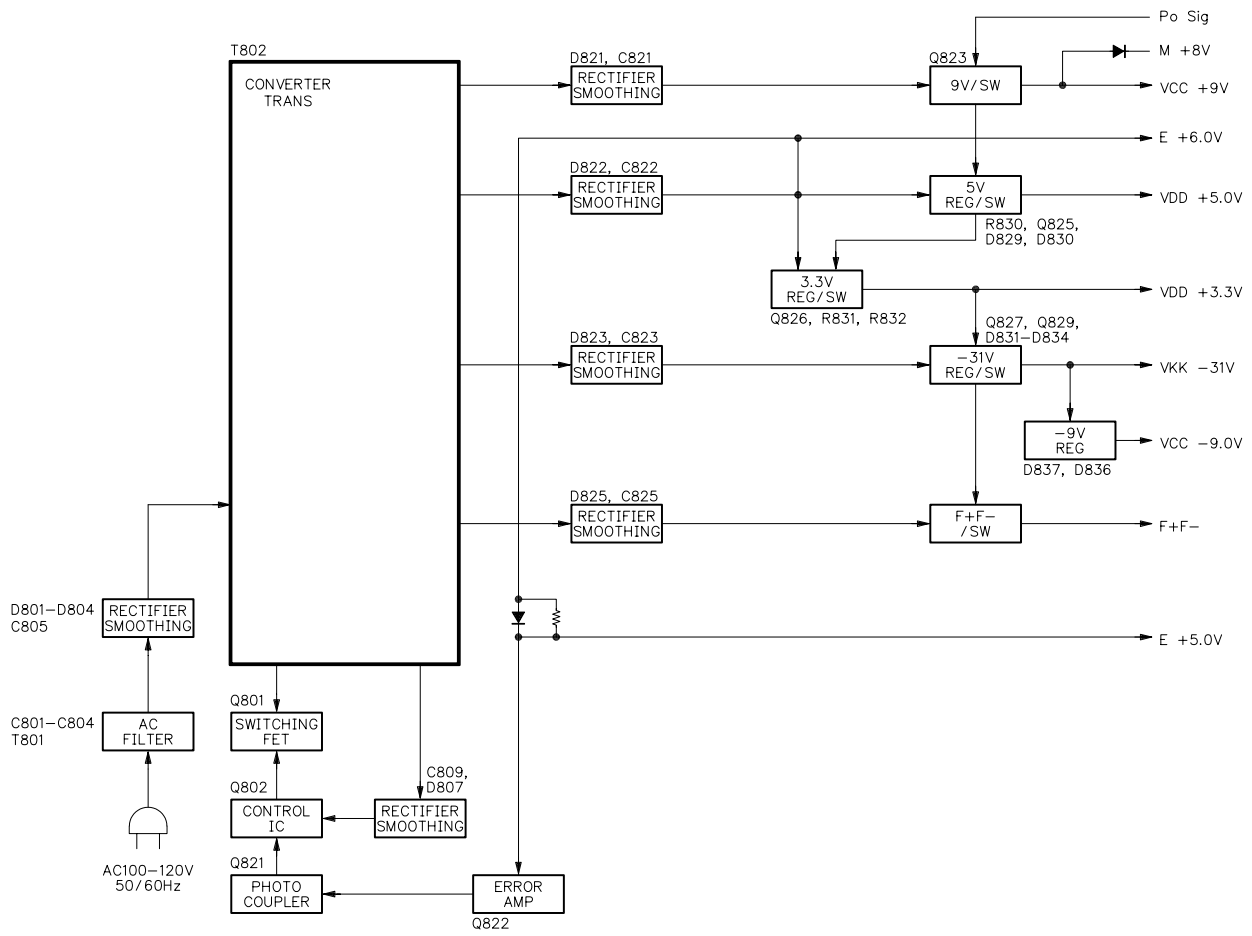 Po Sig
T802
CONVERTER
TRANS
D821, C821
RECTIFIER
SMOOTHING
Q823
9V/SW
M +8V
VCC +9V
E +6.0V
D822, C822
RECTIFIER
SMOOTHING
5V
REG/SW
VDD +5.0V
R830, Q825,
D829, D830
3.3V
REG/SW
Q826, R831, R832
VDD +3.3V
Q827, Q829,
D831–D834
D823, C823
RECTIFIER
SMOOTHING
–31V
REG/SW
VKK –31V
–9V
REG
D837, D836
VCC –9.0V
D825, C825
RECTIFIER
SMOOTHING
F+F–
/SW
F+F–
D801–D804
C805
RECTIFIER
SMOOTHING
E +5.0V
C801–C804
T801
AC
FILTER
Q801
SWITCHING
FET
C809,
D807
Q802
CONTROL
IC
RECTIFIER
SMOOTHING
AC100–120V
50/60Hz
Q821
PHOTO
COUPLER
ERROR
AMP
Q822